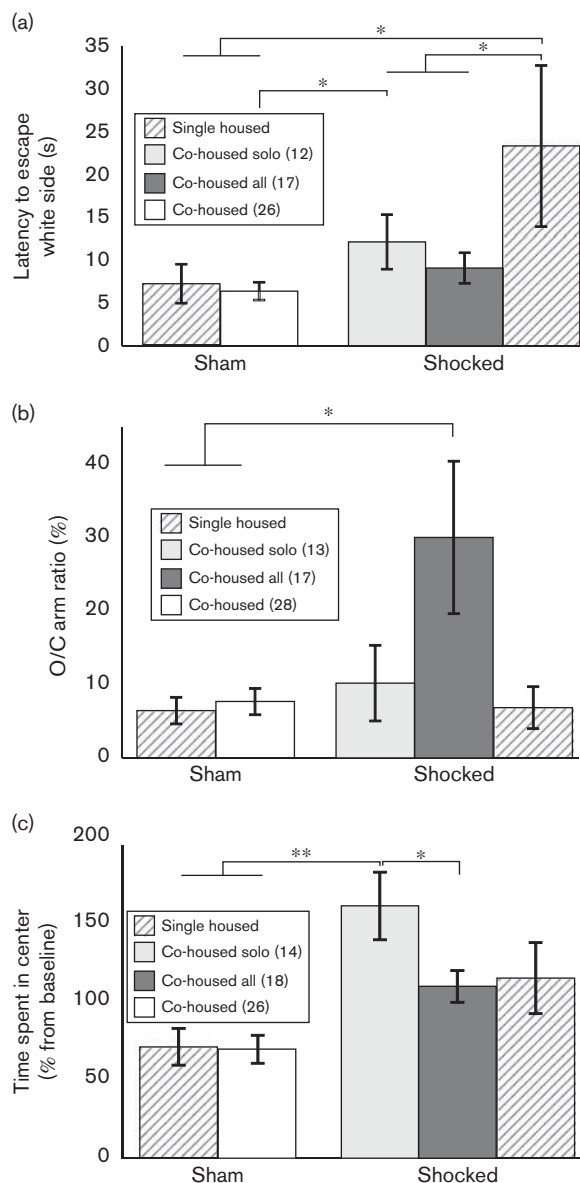 (a)
Latency to escape
white side (s)
35
30
25
20
15
10
5
0
*
*
*
Single housed
Co-housed solo (12)
Co-housed all (17)
Co-housed (26)
Sham
Shocked
(b)
O/C arm ratio (%)
40
30
20
10
0
*
Single housed
Co-housed solo (13)
Co-housed all (17)
Co-housed (28)
Sham
Shocked
(c)
Time spent in center
(% from baseline)
200
150
100
50
0
**
*
Single housed
Co-housed solo (14)
Co-housed all (18)
Co-housed (26)
Sham
Shocked